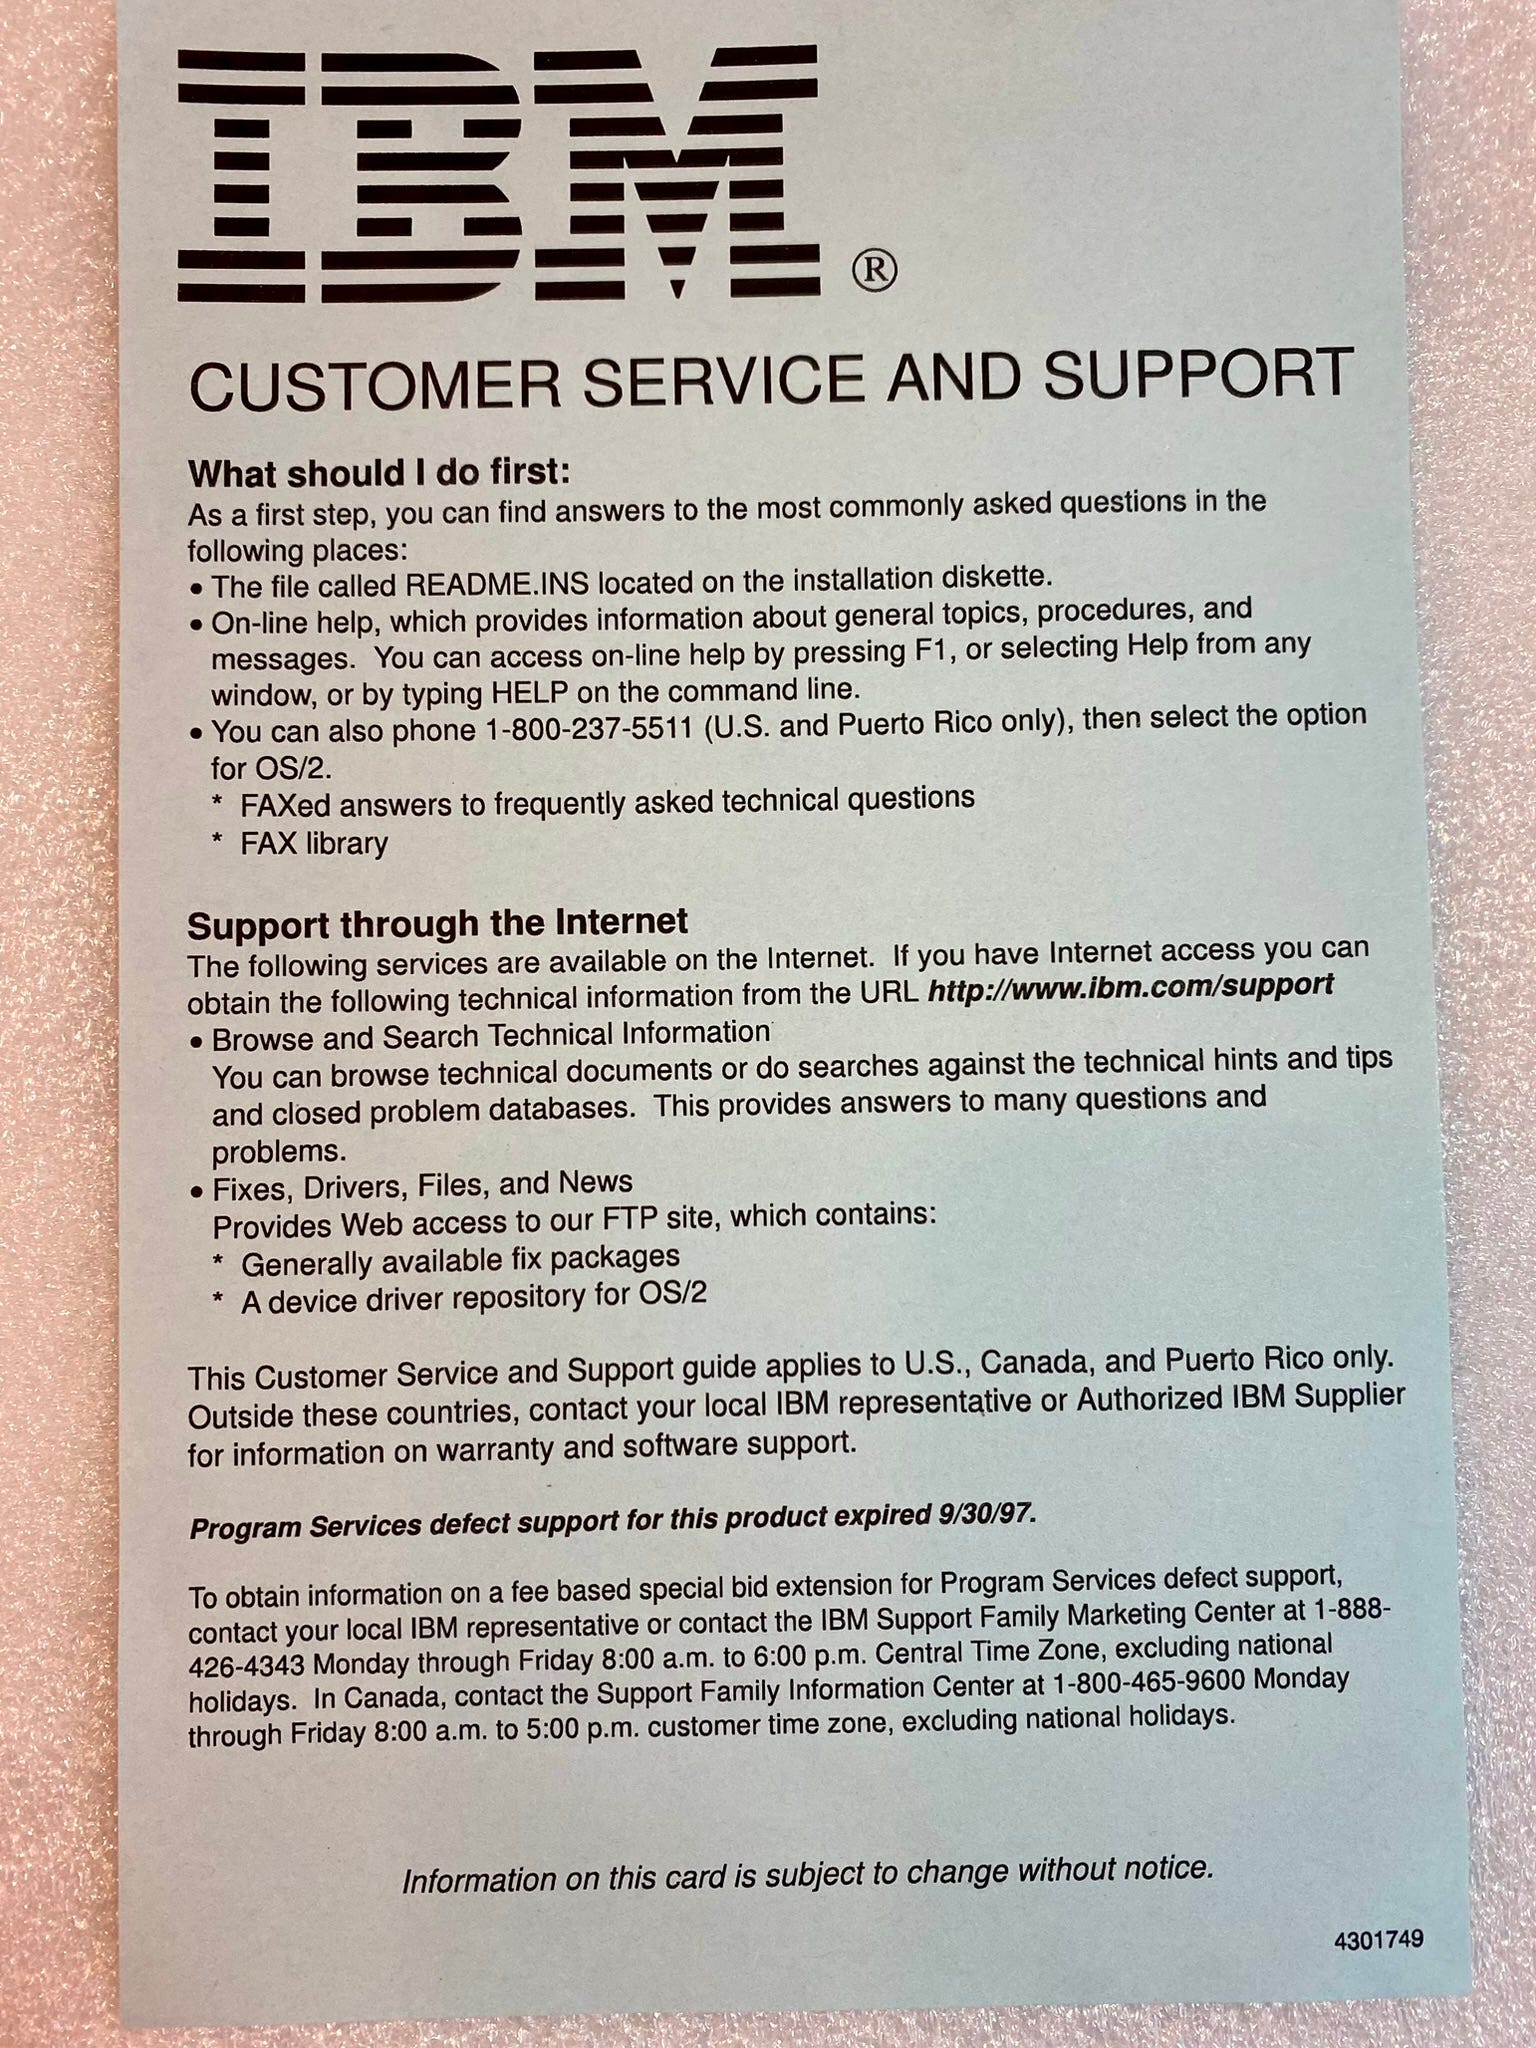 IBM®
CUSTOMER SERVICE AND SUPPORT
What should I do first:
As a first step, you can find answers to the most commonly asked questions in the
following places:
• The file called README.INS located on the installation diskette.
• On-line help, which provides information about general topics, procedures, and
messages. You can access on-line help by pressing F1, or selecting Help from any
window, or by typing HELP on the command line.
• You can also phone 1-800-237-5511 (U.S. and Puerto Rico only), then select the option
for OS/2.
* FAXed answers to frequently asked technical questions
* FAX library
Support through the Internet
The following services are available on the Internet. If you have Internet access you can
obtain the following technical information from the URL http://www.ibm.com/support
• Browse and Search Technical Information
You can browse technical documents or do searches against the technical hints and tips
and closed problem databases. This provides answers to many questions and
problems.
• Fixes, Drivers, Files, and News
Provides Web access to our FTP site, which contains:
* Generally available fix packages
* A device driver repository for OS/2
This Customer Service and Support guide applies to U.S., Canada, and Puerto Rico only.
Outside these countries, contact your local IBM representative or Authorized IBM Supplier
for information on warranty and software support.
Program Services defect support for this product expired 9/30/97.
To obtain information on a fee based special bid extension for Program Services defect support,
contact your local IBM representative or contact the IBM Support Family Marketing Center at 1-888-
426-4343 Monday through Friday 8:00 a.m. to 6:00 p.m. Central Time Zone, excluding national
holidays. In Canada, contact the Support Family Information Center at 1-800-465-9600 Monday
through Friday 8:00 a.m. to 5:00 p.m. customer time zone, excluding national holidays.
Information on this card is subject to change without notice.
4301749